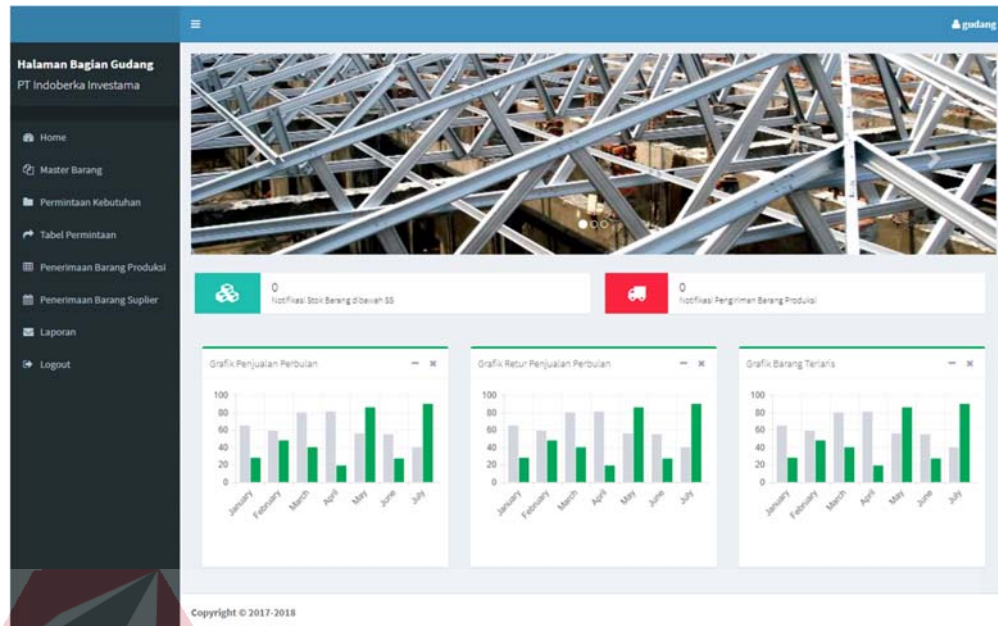 gudang
Halaman Bagian Gudang
PT Indoberka Investama
Home
Master Barang
Permintaan Kebutuhan
Tabel Permintaan
Penerimaan Barang Produksi
Penerimaan Barang Suplier
Laporan
Logout
0
Notifikasi Stok Barang dibawah SS
0
Notifikasi Pengiriman Barang Produksi
Grafik Penjualan Perbulan
100
80
60
40
20
0
January
February
March
April
May
June
July
Grafik Retur Penjualan Perbulan
100
80
60
40
20
0
January
February
March
April
May
June
July
Grafik Barang Terlaris
100
80
60
40
20
0
January
February
March
April
May
June
July
Copyright © 2017-2018